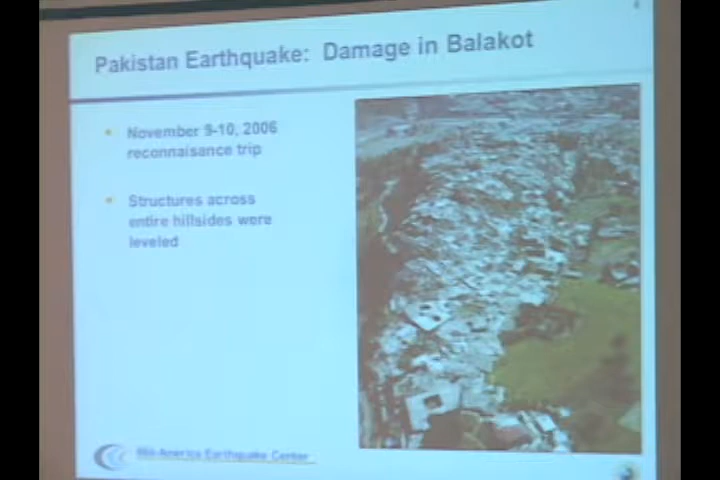 Pakistan Earthquake: Damage in Balakot
November 9-10, 2006
reconnaisance trip
Structures across
entire hillsides were
leveled
Mid-America Earthquake Center